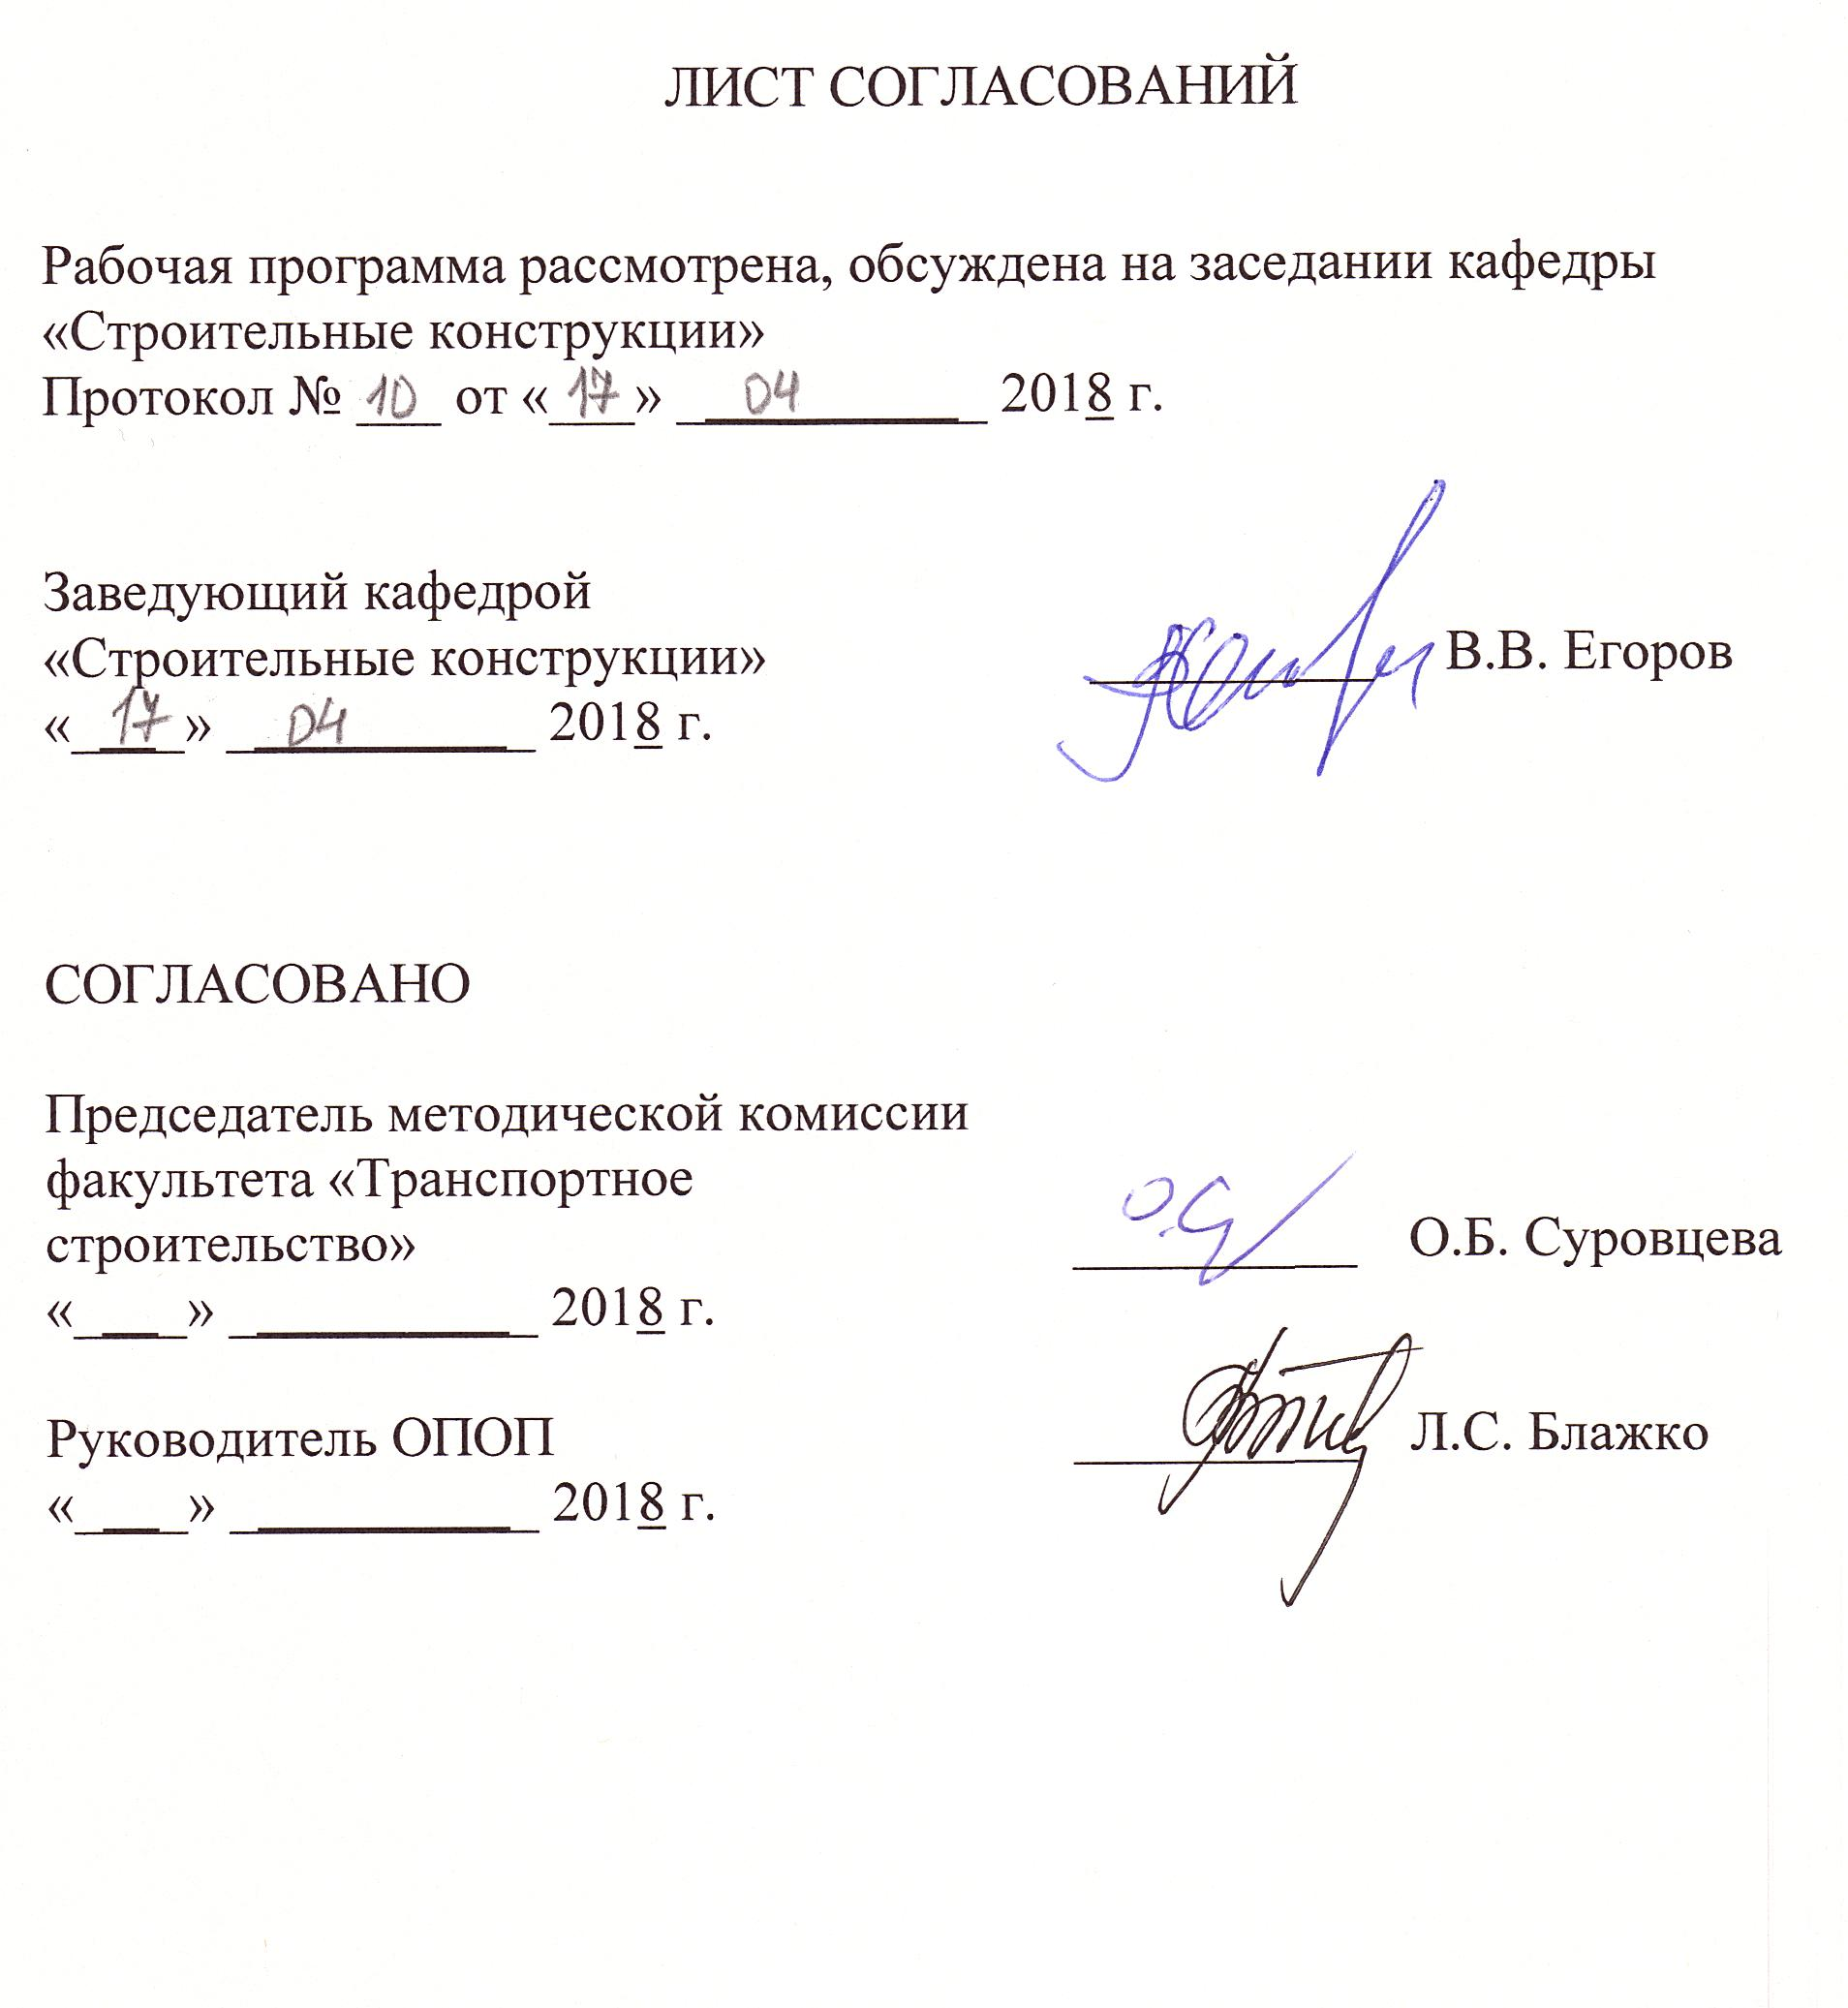 ЛИСТ СОГЛАСОВАНИЙ
Рабочая программа рассмотрена, обсуждена на заседании кафедры
«Строительные конструкции»
Протокол № 10 от «17» 04 2018 г.
Заведующий кафедрой
«Строительные конструкции» В.В. Егоров
«17» 04 2018 г.
СОГЛАСОВАНО
Председатель методической комиссии
факультета «Транспортное
строительство» О.Б. Суровцева
«___» __________ 2018 г.
Руководитель ОПОП Л.С. Блажко
«___» __________ 2018 г.